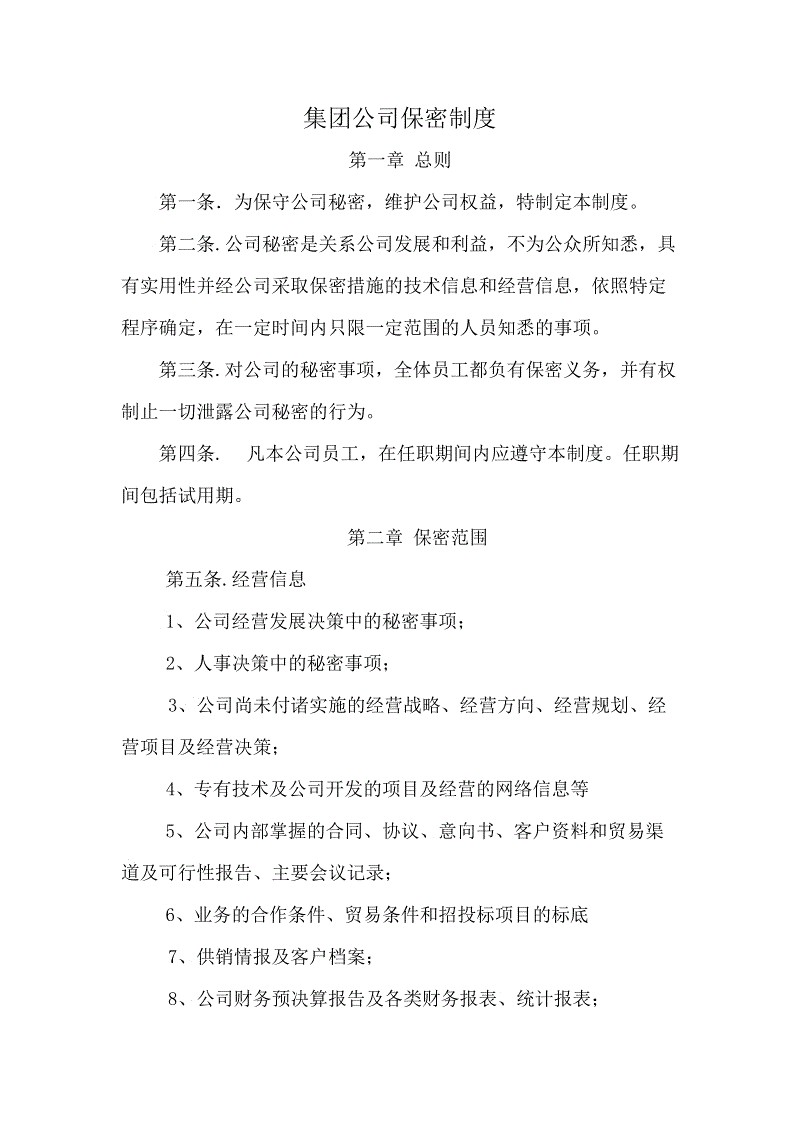 集团公司保密制度
第一章 总则
第一条．为保守公司秘密，维护公司权益，特制定本制度。
第二条.公司秘密是关系公司发展和利益，不为公众所知悉，具
有实用性并经公司采取保密措施的技术信息和经营信息，依照特定
程序确定，在一定时间内只限一定范围的人员知悉的事项。
第三条.对公司的秘密事项，全体员工都负有保密义务，并有权
制止一切泄露公司秘密的行为。
第四条.　凡本公司员工，在任职期间内应遵守本制度。任职期
间包括试用期。
第二章 保密范围
第五条.经营信息
1、公司经营发展决策中的秘密事项；
2、人事决策中的秘密事项；
3、公司尚未付诸实施的经营战略、经营方向、经营规划、经
营项目及经营决策；
4、专有技术及公司开发的项目及经营的网络信息等
5、公司内部掌握的合同、协议、意向书、客户资料和贸易渠
道及可行性报告、主要会议记录；
6、业务的合作条件、贸易条件和招投标项目的标底
7、供销情报及客户档案；
8、公司财务预决算报告及各类财务报表、统计报表；